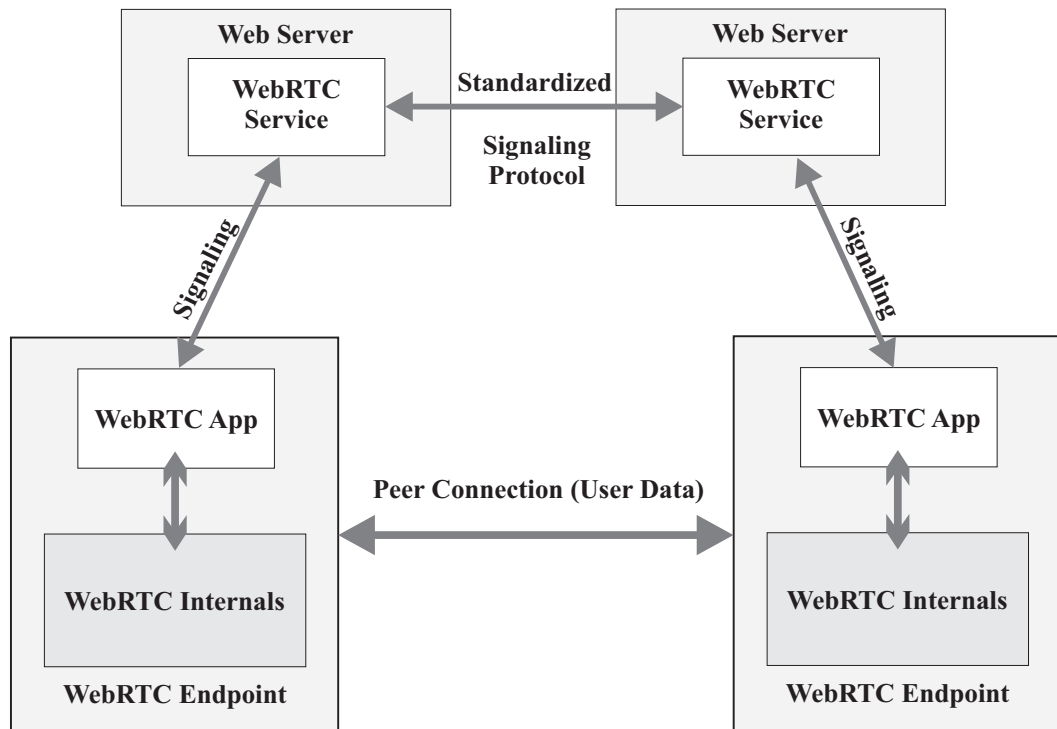 Web Server
WebRTC
Service
Standardized
Signaling
Protocol
Web Server
WebRTC
Service
Signaling
Signaling
WebRTC App
WebRTC Internals
WebRTC Endpoint
Peer Connection (User Data)
WebRTC App
WebRTC Internals
WebRTC Endpoint